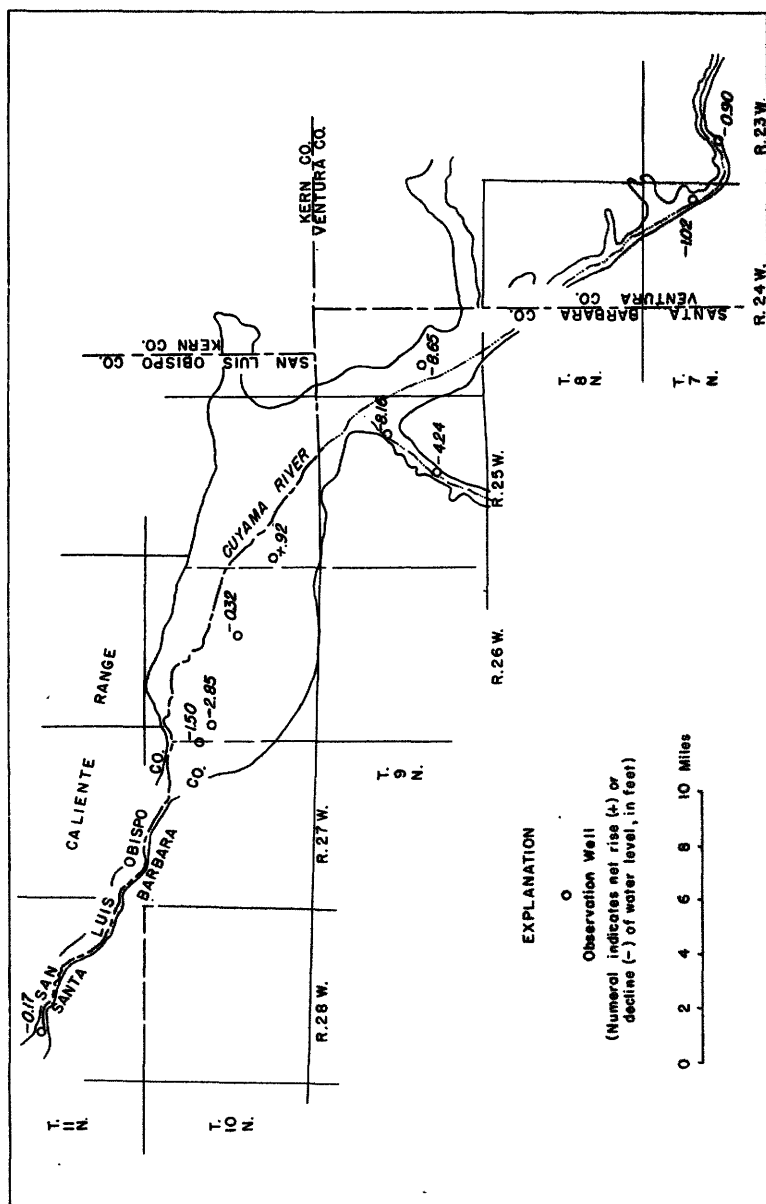 T.
11
N.
T.
10
N.
-0.17
SAN LUIS OBISPO CO.
SANTA BARBARA CO.
CALIENTE RANGE
-1.50
-2.85
-0.32
CUYAMA RIVER
SAN LUIS OBISPO CO.
KERN CO.
KERN CO.
VENTURA CO.
-8.65
-8.16
-4.24
T.
9
N.
R.28 W.
R.27 W.
R.26 W.
R.25 W.
SANTA BARBARA CO.
VENTURA CO.
T.
8
N.
T.
7
N.
-1.02
-0.90
R.24 W.
R.23 W.
EXPLANATION
Observation Well
(Numeral indicates net rise (+) or
decline (-) of water level, in feet)
0 2 4 6 8 10 Miles